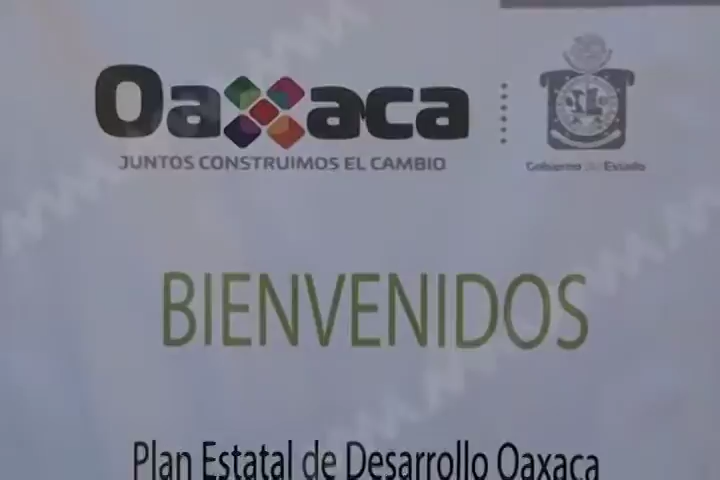 Oaxaca
JUNTOS CONSTRUIMOS EL CAMBIO
Gobierno del Estado
BIENVENIDOS
Plan Estatal de Desarrollo Oaxaca